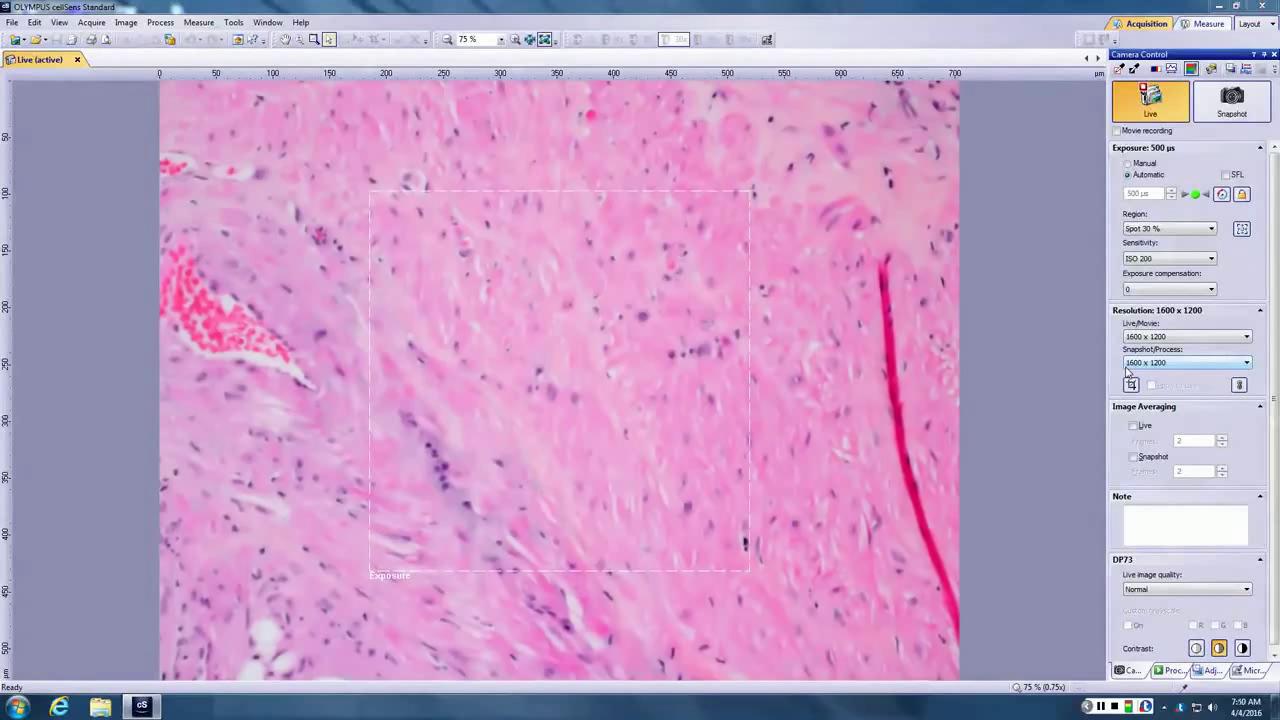 OLYMPUS cellSens Standard
File Edit View Acquire Image Process Measure Tools Window Help
Acquisition Measure Layout
75 %
Live (active)
Camera Control
0 50 100 150 200 250 300 350 400 450 500 550 600 650 700 µm
50
100
150
200
250
300
350
400
450
500
µm
Live Snapshot
Movie recording
Exposure: 500 µs
Manual
Automatic SFL
500 µs
Region:
Spot 30 %
Sensitivity:
ISO 200
Exposure compensation:
0
Resolution: 1600 x 1200
Live/Movie:
1600 x 1200
Snapshot/Process:
1600 x 1200
Image Averaging
Live
Frames: 2
Snapshot
Frames: 2
Note
Exposure
DP73
Live image quality:
Normal
On R G B
Contrast:
Ca... Proc... Adj... Micr...
Ready
75 % (0.75x)
cS
7:50 AM
4/4/2016